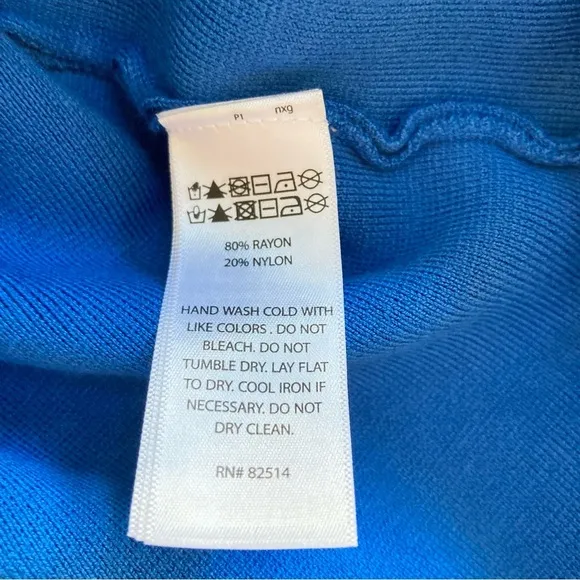 P1 nxg
80% RAYON
20% NYLON
HAND WASH COLD WITH
LIKE COLORS . DO NOT
BLEACH. DO NOT
TUMBLE DRY. LAY FLAT
TO DRY. COOL IRON IF
NECESSARY. DO NOT
DRY CLEAN.
RN# 82514